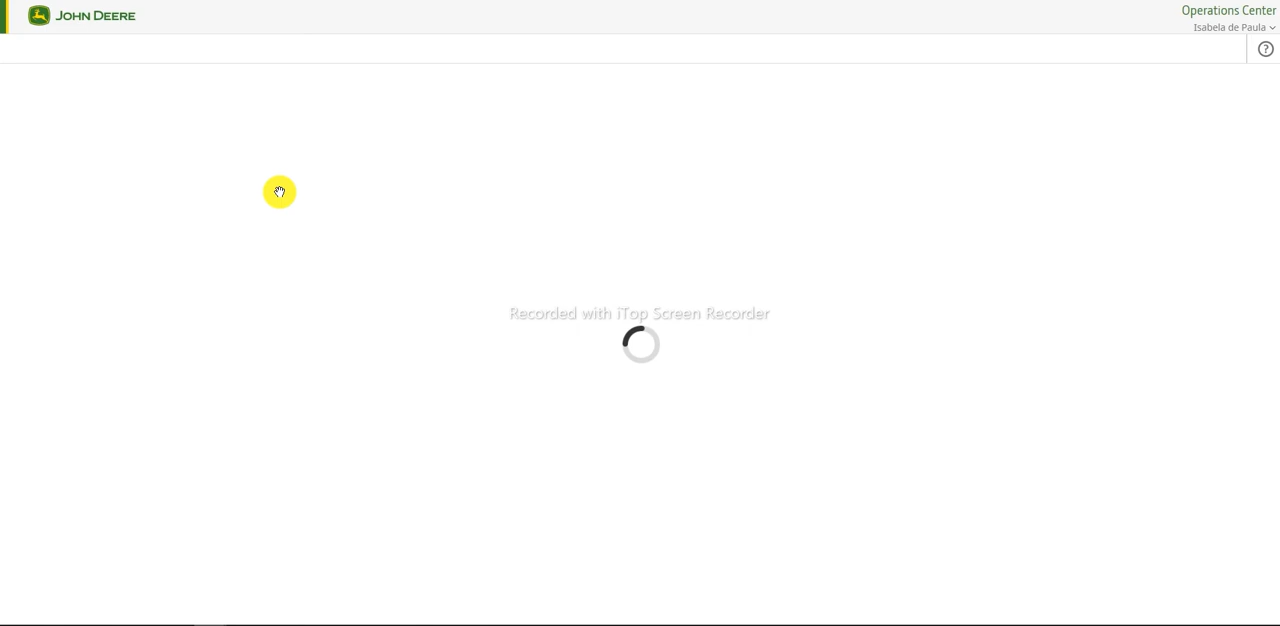 JOHN DEERE
Operations Center
Isabela de Paula
?
Recorded with iTop Screen Recorder